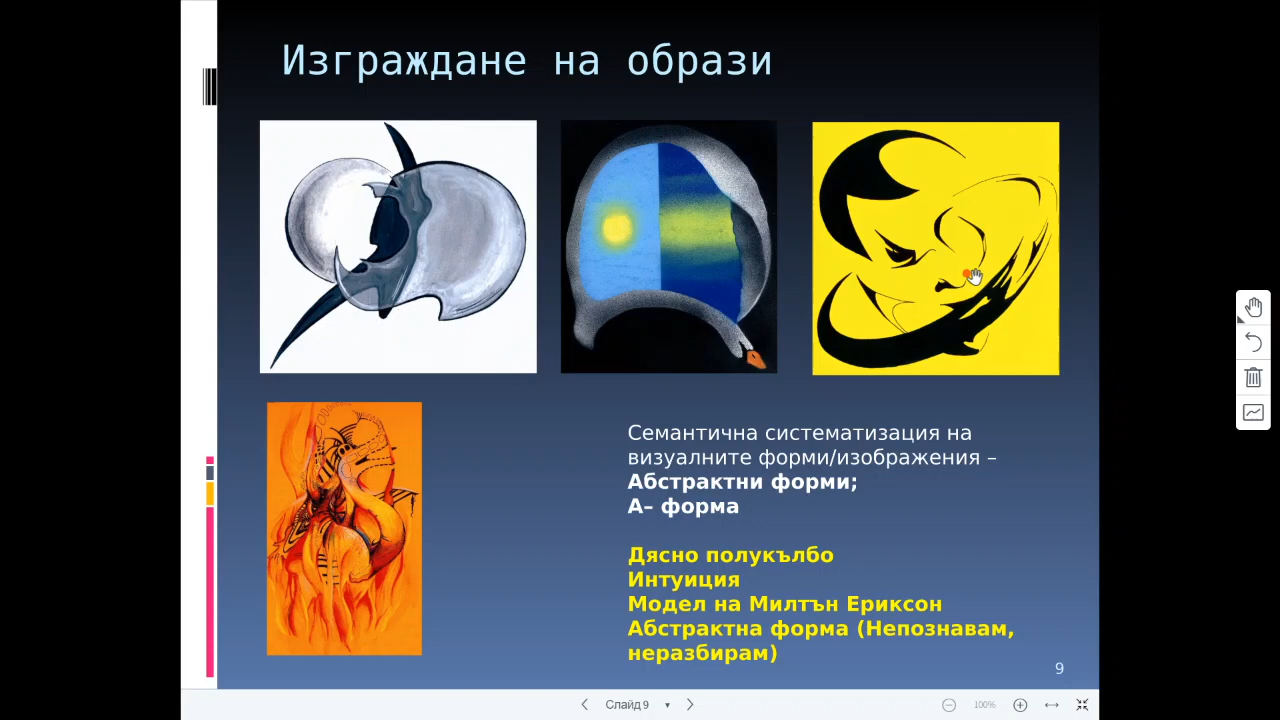 Изграждане на образи
Семантична систематизация на
визуалните форми/изображения –
Абстрактни форми;
А– форма
Дясно полукълбо
Интуиция
Модел на Милтън Ериксон
Абстрактна форма (Непознавам,
неразбирам)
9
Слайд 9
100%